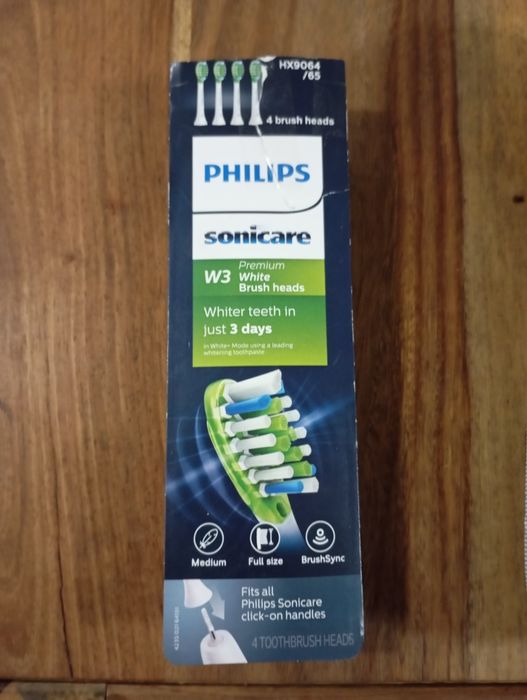 HX9064
/65
4 brush heads
PHILIPS
sonicare
W3 Premium
White
Brush heads
Whiter teeth in
just 3 days
in White+ Mode using a leading
whitening toothpaste
Medium
Full size
BrushSync
Fits all
Philips Sonicare
click-on handles
4 TOOTHBRUSH HEADS